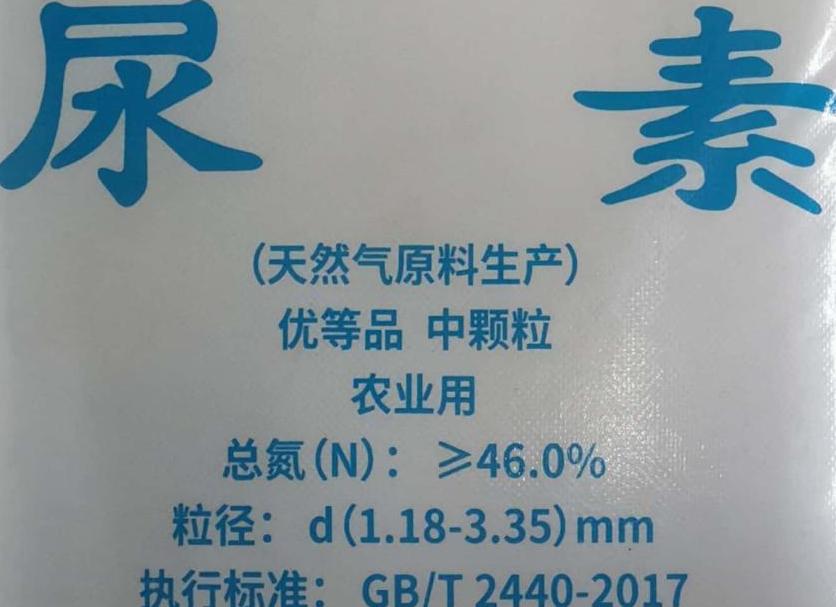 尿素
(天然气原料生产)
优等品 中颗粒
农业用
总氮(N)： ≥46.0%
粒径： d(1.18-3.35)mm
执行标准： GB/T 2440-2017